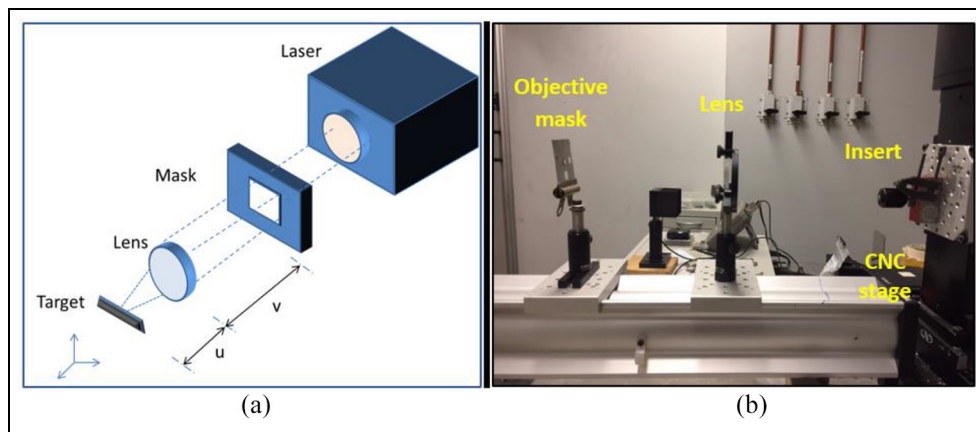 Laser
Mask
Lens
Target
v
u
(a)
Objective
mask
Lens
Insert
CNC
stage
(b)